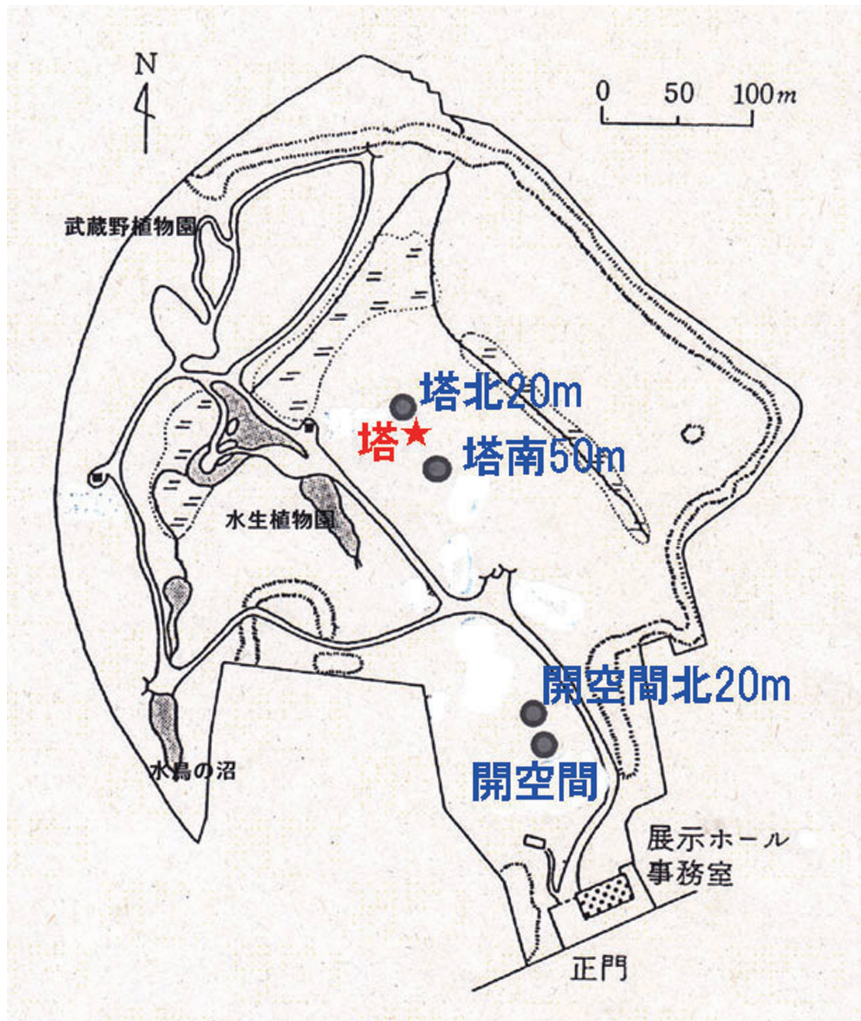 N
0 50 100m
武蔵野植物園
塔北20m
塔★
塔南50m
水生植物園
開空間北20m
水鳥の沼
開空間
展示ホール
事務室
正門